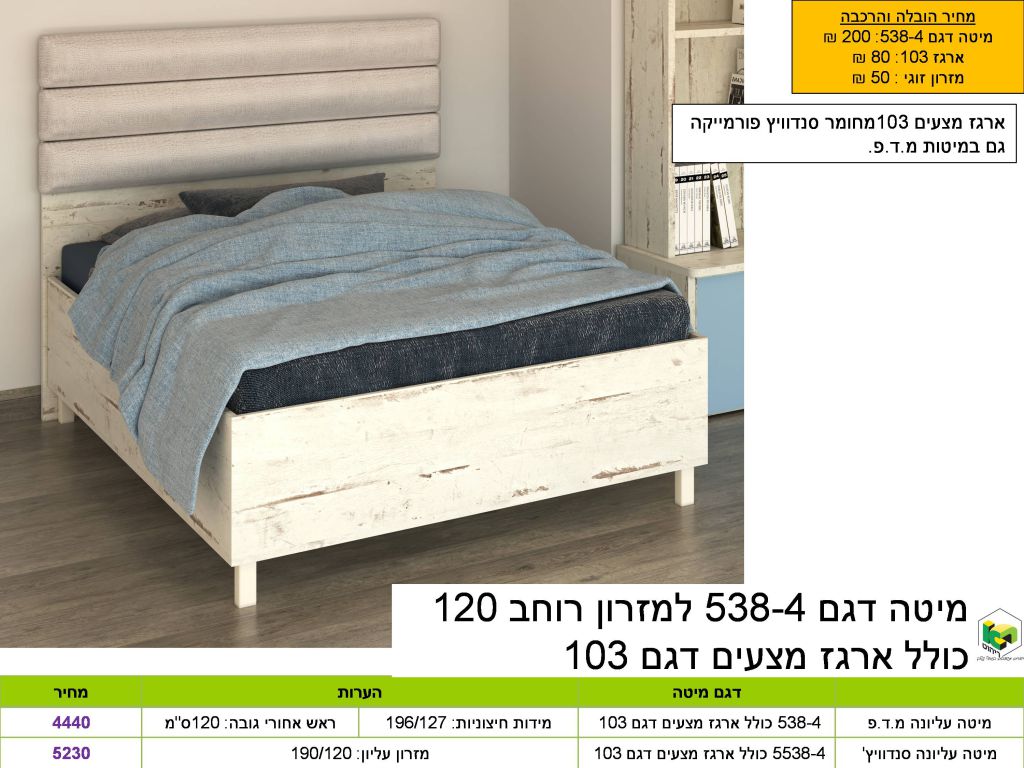 מחיר הובלה והרכבה
מיטה דגם 538-4: 200 ₪
ארגז 103: 80 ₪
מזרון זוגי : 50 ₪
ארגז מצעים 103מחומר סנדוויץ פורמייקה
גם במיטות מ.ד.פ.
מיטה דגם 538-4 למזרון רוחב 120
כולל ארגז מצעים דגם 103
דגם מיטה הערות מחיר
מיטה עליונה מ.ד.פ 538-4 כולל ארגז מצעים דגם 103 מידות חיצוניות: 196/127 ראש אחורי גובה: 120ס"מ 4440
מיטה עליונה סנדוויץ' 5538-4 כולל ארגז מצעים דגם 103 מזרון עליון: 190/120 5230